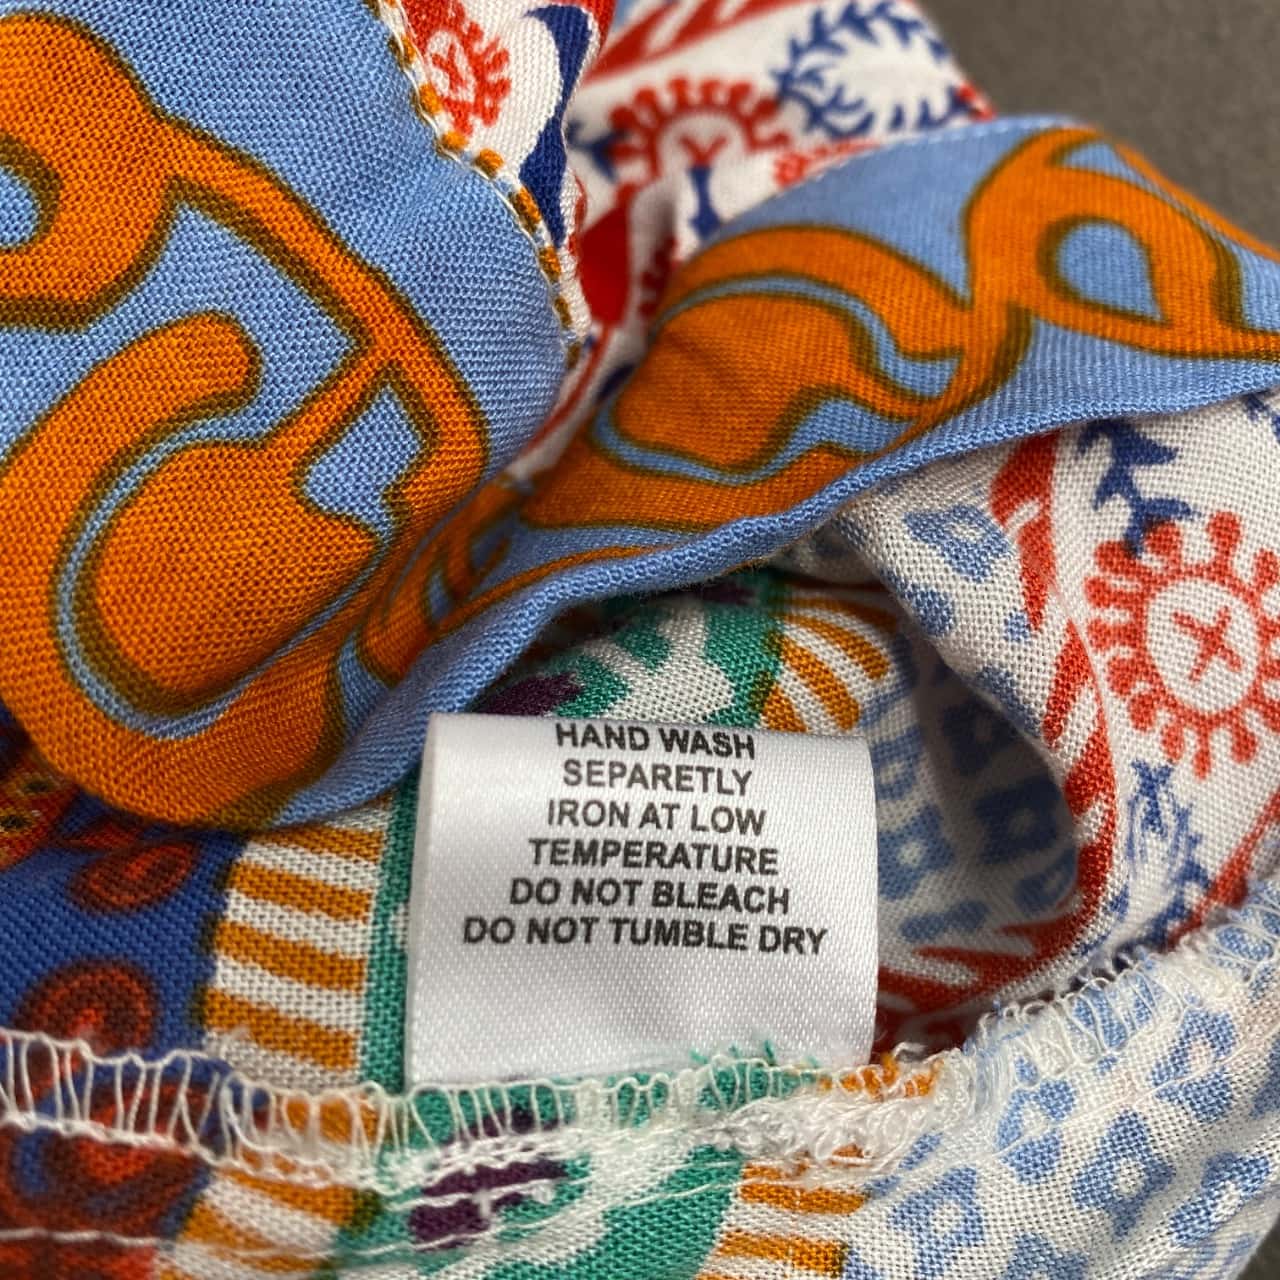 HAND WASH
SEPARETLY
IRON AT LOW
TEMPERATURE
DO NOT BLEACH
DO NOT TUMBLE DRY